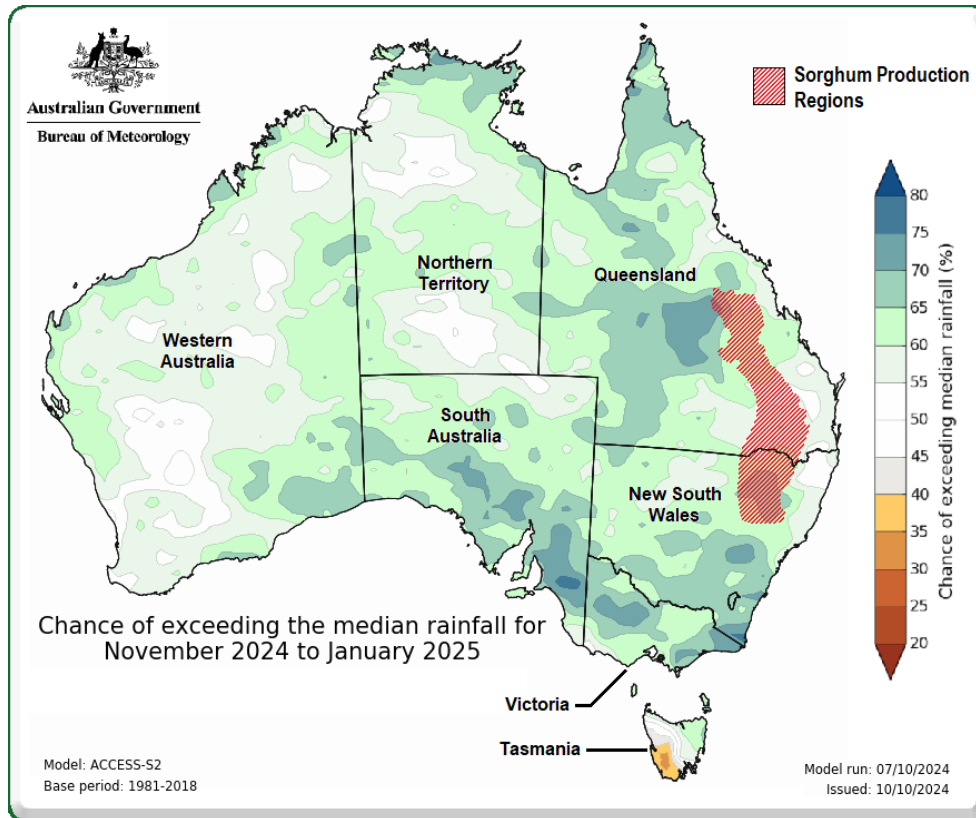 Australian Government
Bureau of Meteorology
Sorghum Production
Regions
Northern
Territory
Queensland
Western
Australia
South
Australia
New South
Wales
80
75
70
65
60
55
50
45
40
35
30
25
20
Chance of exceeding median rainfall (%)
Chance of exceeding the median rainfall for
November 2024 to January 2025
Victoria
Tasmania
Model: ACCESS-S2
Base period: 1981-2018
Model run: 07/10/2024
Issued: 10/10/2024